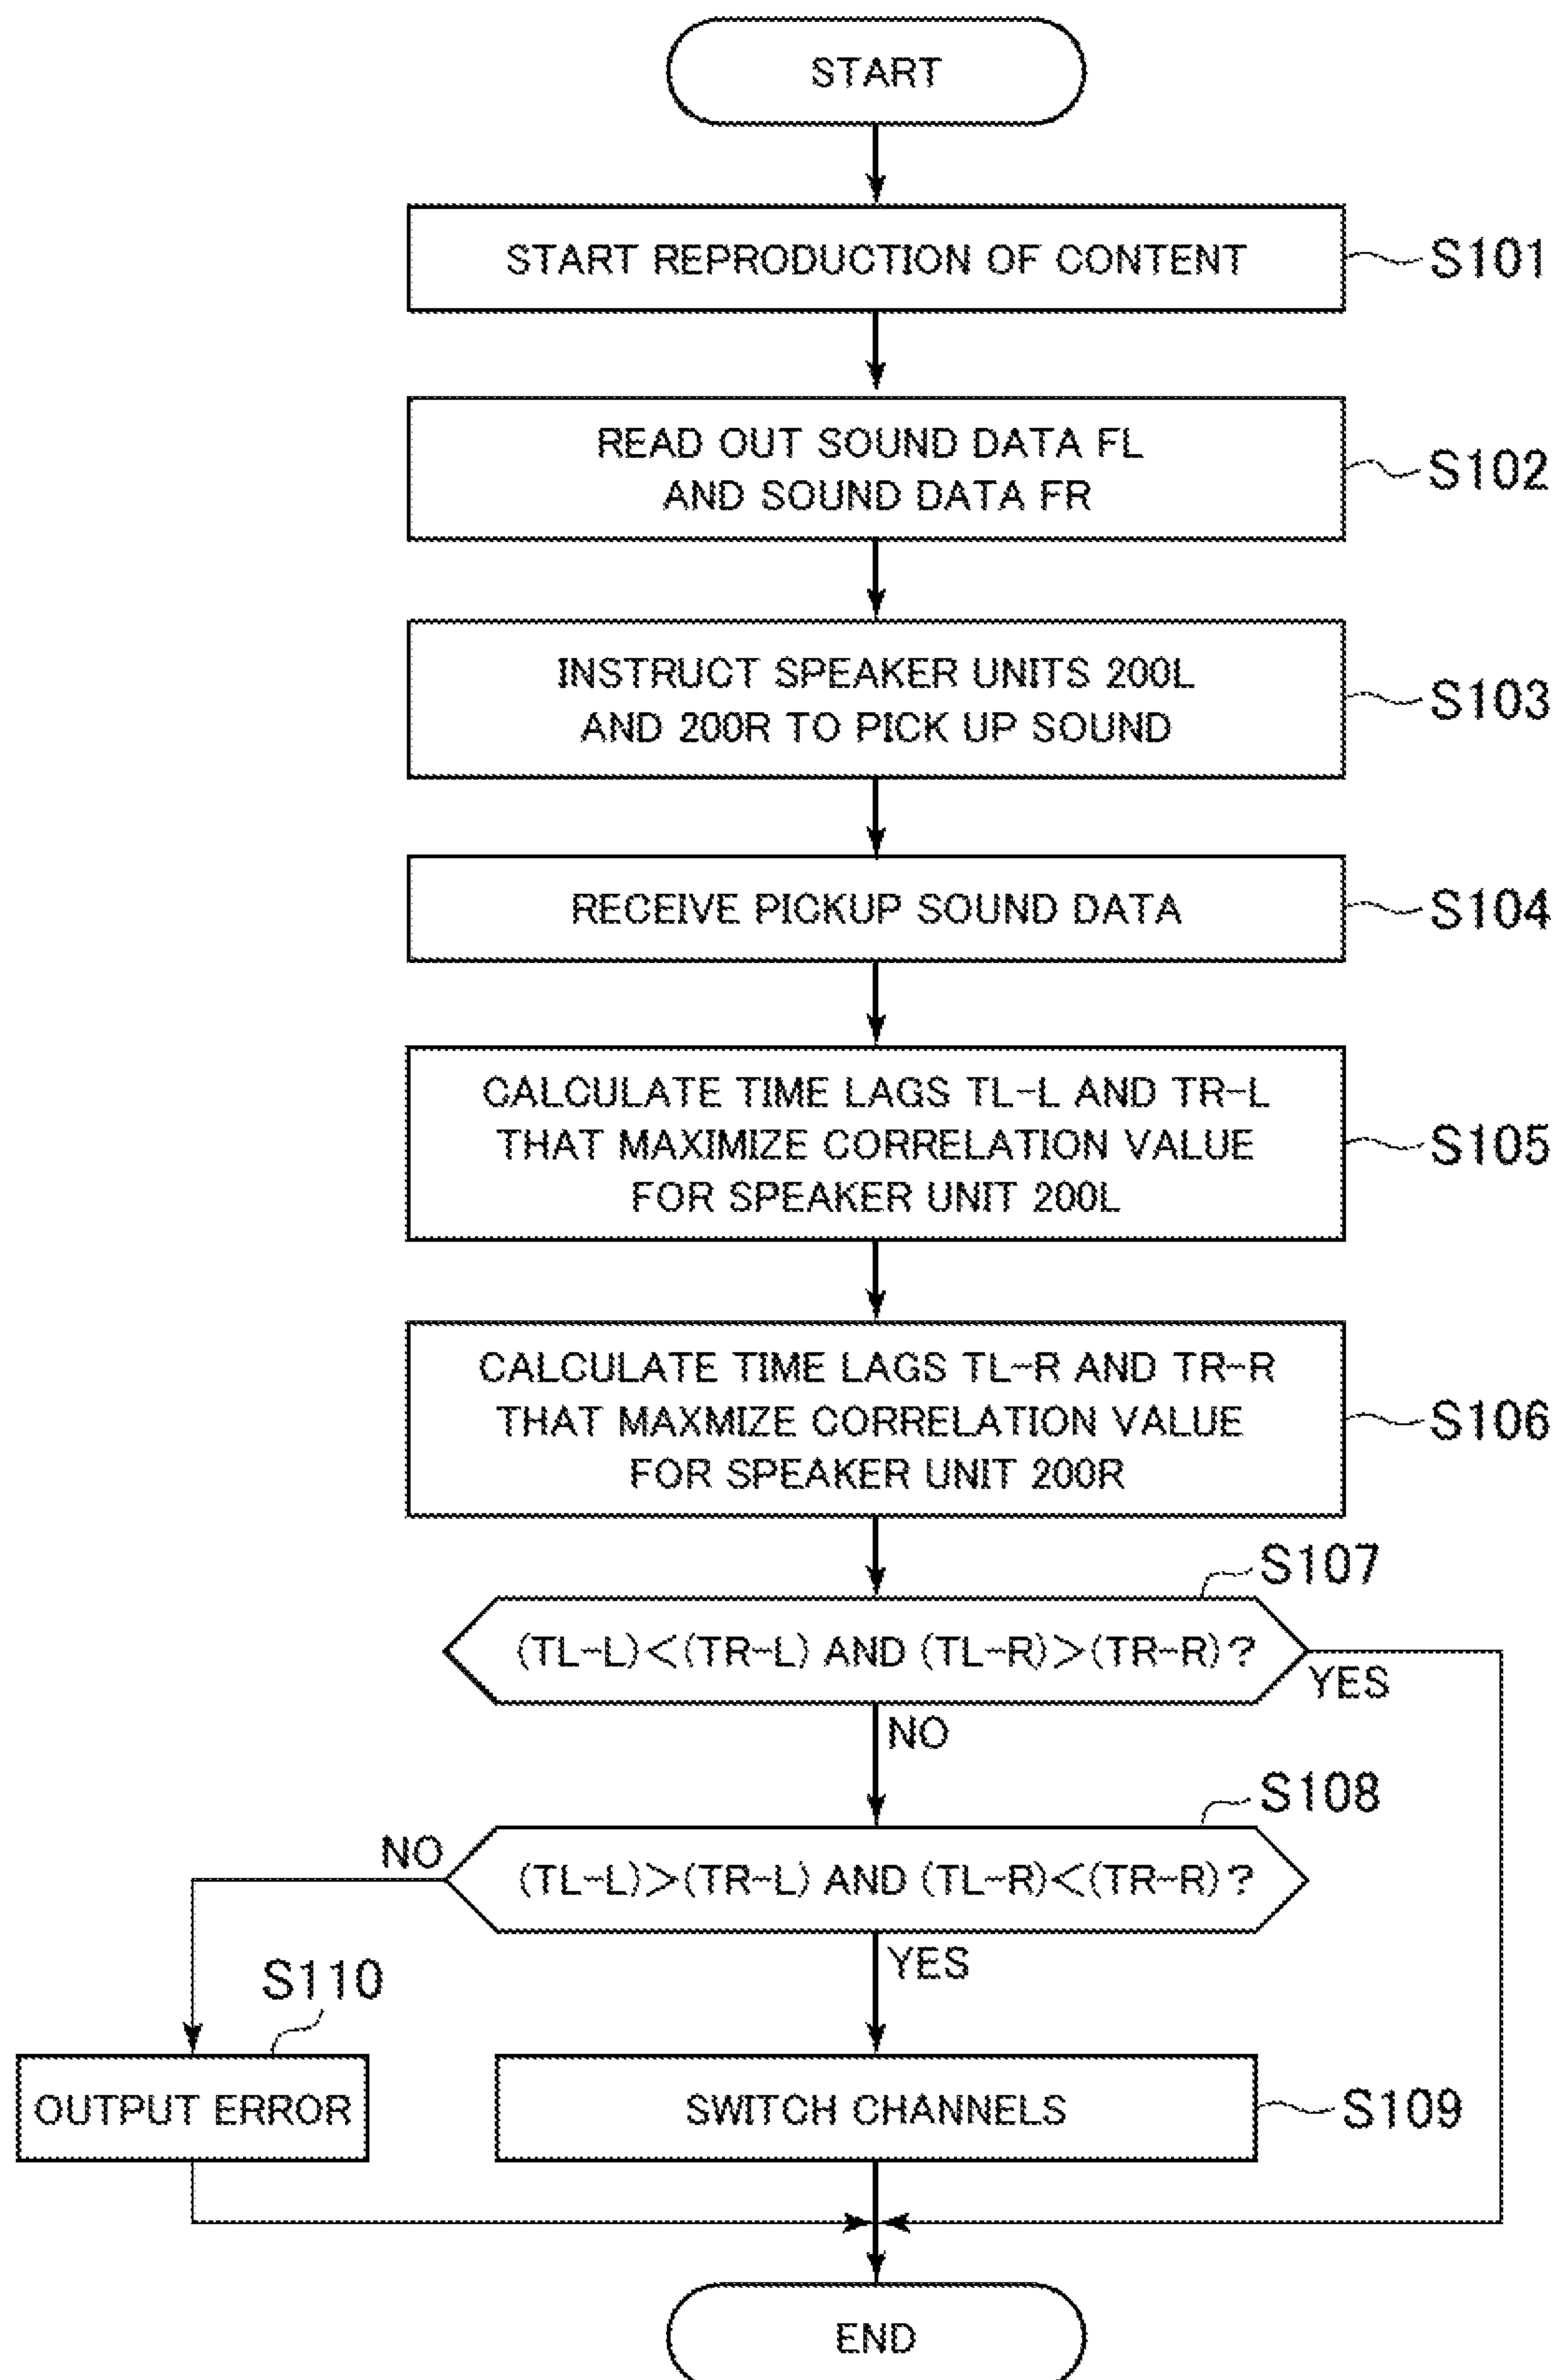 START
START REPRODUCTION OF CONTENT
S101
READ OUT SOUND DATA FL
AND SOUND DATA FR
S102
INSTRUCT SPEAKER UNITS 200L
AND 200R TO PICK UP SOUND
S103
RECEIVE PICKUP SOUND DATA
S104
CALCULATE TIME LAGS TL-L AND TR-L
THAT MAXIMIZE CORRELATION VALUE
FOR SPEAKER UNIT 200L
S105
CALCULATE TIME LAGS TL-R AND TR-R
THAT MAXMIZE CORRELATION VALUE
FOR SPEAKER UNIT 200R
S106
S107
(TL-L)<(TR-L) AND (TL-R)>(TR-R)?
YES
NO
S108
NO
(TL-L)>(TR-L) AND (TL-R)<(TR-R)?
YES
S110
OUTPUT ERROR
SWITCH CHANNELS
S109
END